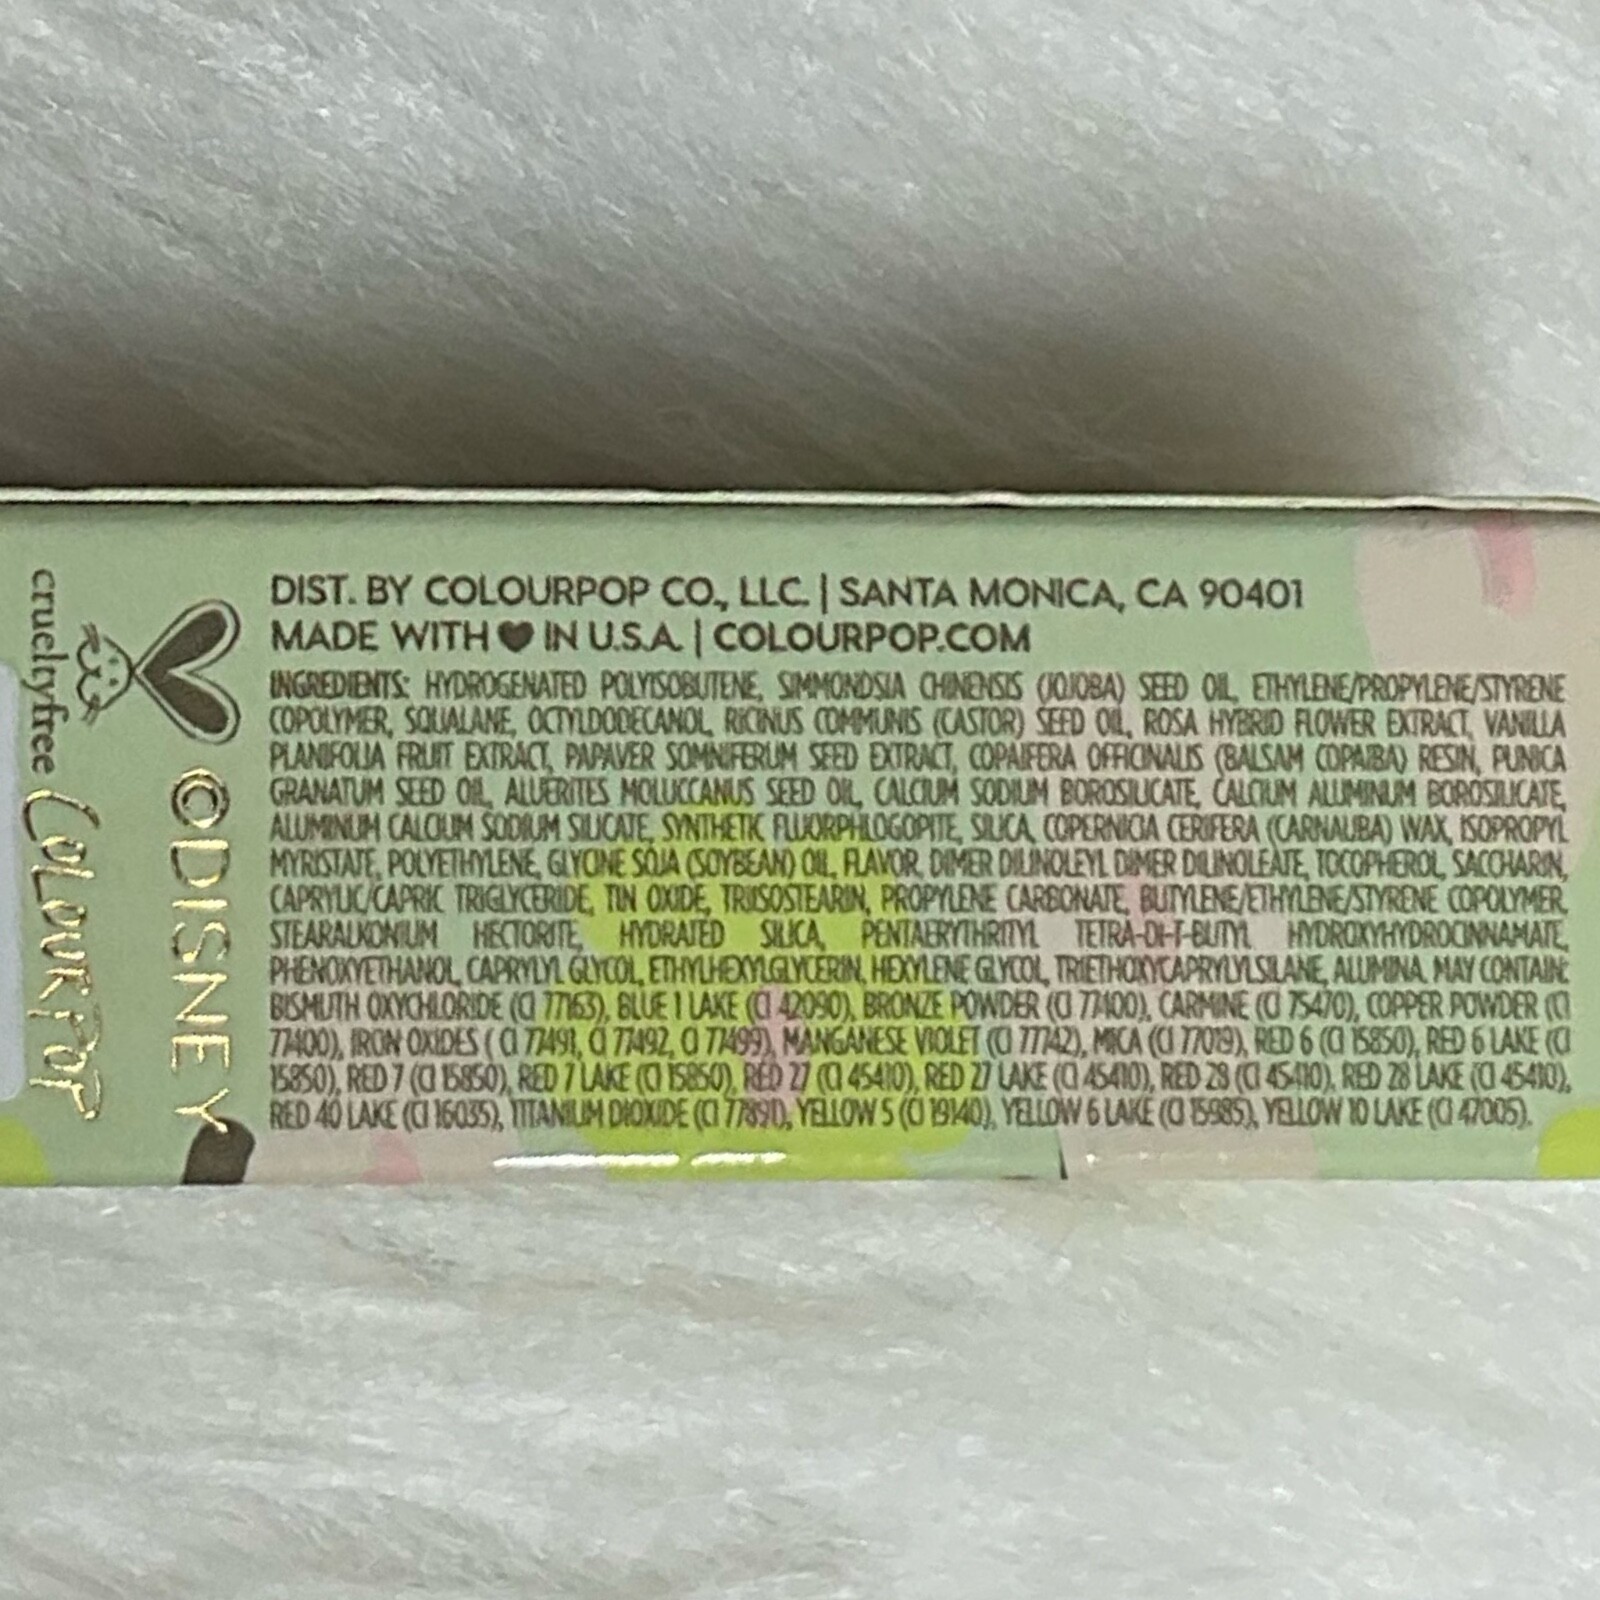 DIST. BY COLOURPOP CO., LLC. | SANTA MONICA, CA 90401
MADE WITH ♥ IN U.S.A. | COLOURPOP.COM
INGREDIENTS: HYDROGENATED POLYISOBUTENE, SIMMONDSIA CHINENSIS (JOJOBA) SEED OIL, ETHYLENE/PROPYLENE/STYRENE
COPOLYMER, SQUALANE, OCTYLDODECANOL, RICINUS COMMUNIS (CASTOR) SEED OIL, ROSA HYBRID FLOWER EXTRACT, VANILLA
PLANIFOLIA FRUIT EXTRACT, PAPAVER SOMNIFERUM SEED EXTRACT, COPAIFERA OFFICINALIS (BALSAM COPAIBA) RESIN, PUNICA
GRANATUM SEED OIL, ALUERITES MOLUCCANUS SEED OIL, CALCIUM SODIUM BOROSILICATE, CALCIUM ALUMINUM BOROSILICATE,
ALUMINUM CALCIUM SODIUM SILICATE, SYNTHETIC FLUORPHLOGOPITE, SILICA, COPERNICIA CERIFERA (CARNAUBA) WAX, ISOPROPYL
MYRISTATE, POLYETHYLENE, GLYCINE SOJA (SOYBEAN) OIL, FLAVOR, DIMER DILINOLEYL DIMER DILINOLEATE, TOCOPHEROL, SACCHARIN,
CAPRYLIC/CAPRIC TRIGLYCERIDE, TIN OXIDE, TRIISOSTEARIN, PROPYLENE CARBONATE, BUTYLENE/ETHYLENE/STYRENE COPOLYMER,
STEARALKONIUM HECTORITE, HYDRATED SILICA, PENTAERYTHRITYL TETRA-DI-T-BUTYL HYDROXYHYDROCINNAMATE,
PHENOXYETHANOL, CAPRYLYL GLYCOL, ETHYLHEXYLGLYCERIN, HEXYLENE GLYCOL, TRIETHOXYCAPRYLYLSILANE, ALUMINA. MAY CONTAIN:
BISMUTH OXYCHLORIDE (CI 77163), BLUE 1 LAKE (CI 42090), BRONZE POWDER (CI 77400), CARMINE (CI 75470), COPPER POWDER (CI
77400), IRON OXIDES ( CI 77491, CI 77492, CI 77499), MANGANESE VIOLET (CI 77742), MICA (CI 77019), RED 6 (CI 15850), RED 6 LAKE (CI
15850), RED 7 (CI 15850), RED 7 LAKE (CI 15850), RED 27 (CI 45410), RED 27 LAKE (CI 45410), RED 28 (CI 45410), RED 28 LAKE (CI 45410),
RED 40 LAKE (CI 16035), TITANIUM DIOXIDE (CI 77891), YELLOW 5 (CI 19140), YELLOW 6 LAKE (CI 15985), YELLOW 10 LAKE (CI 47005).
©DISNEY
crueltyfree
COLOURPOP